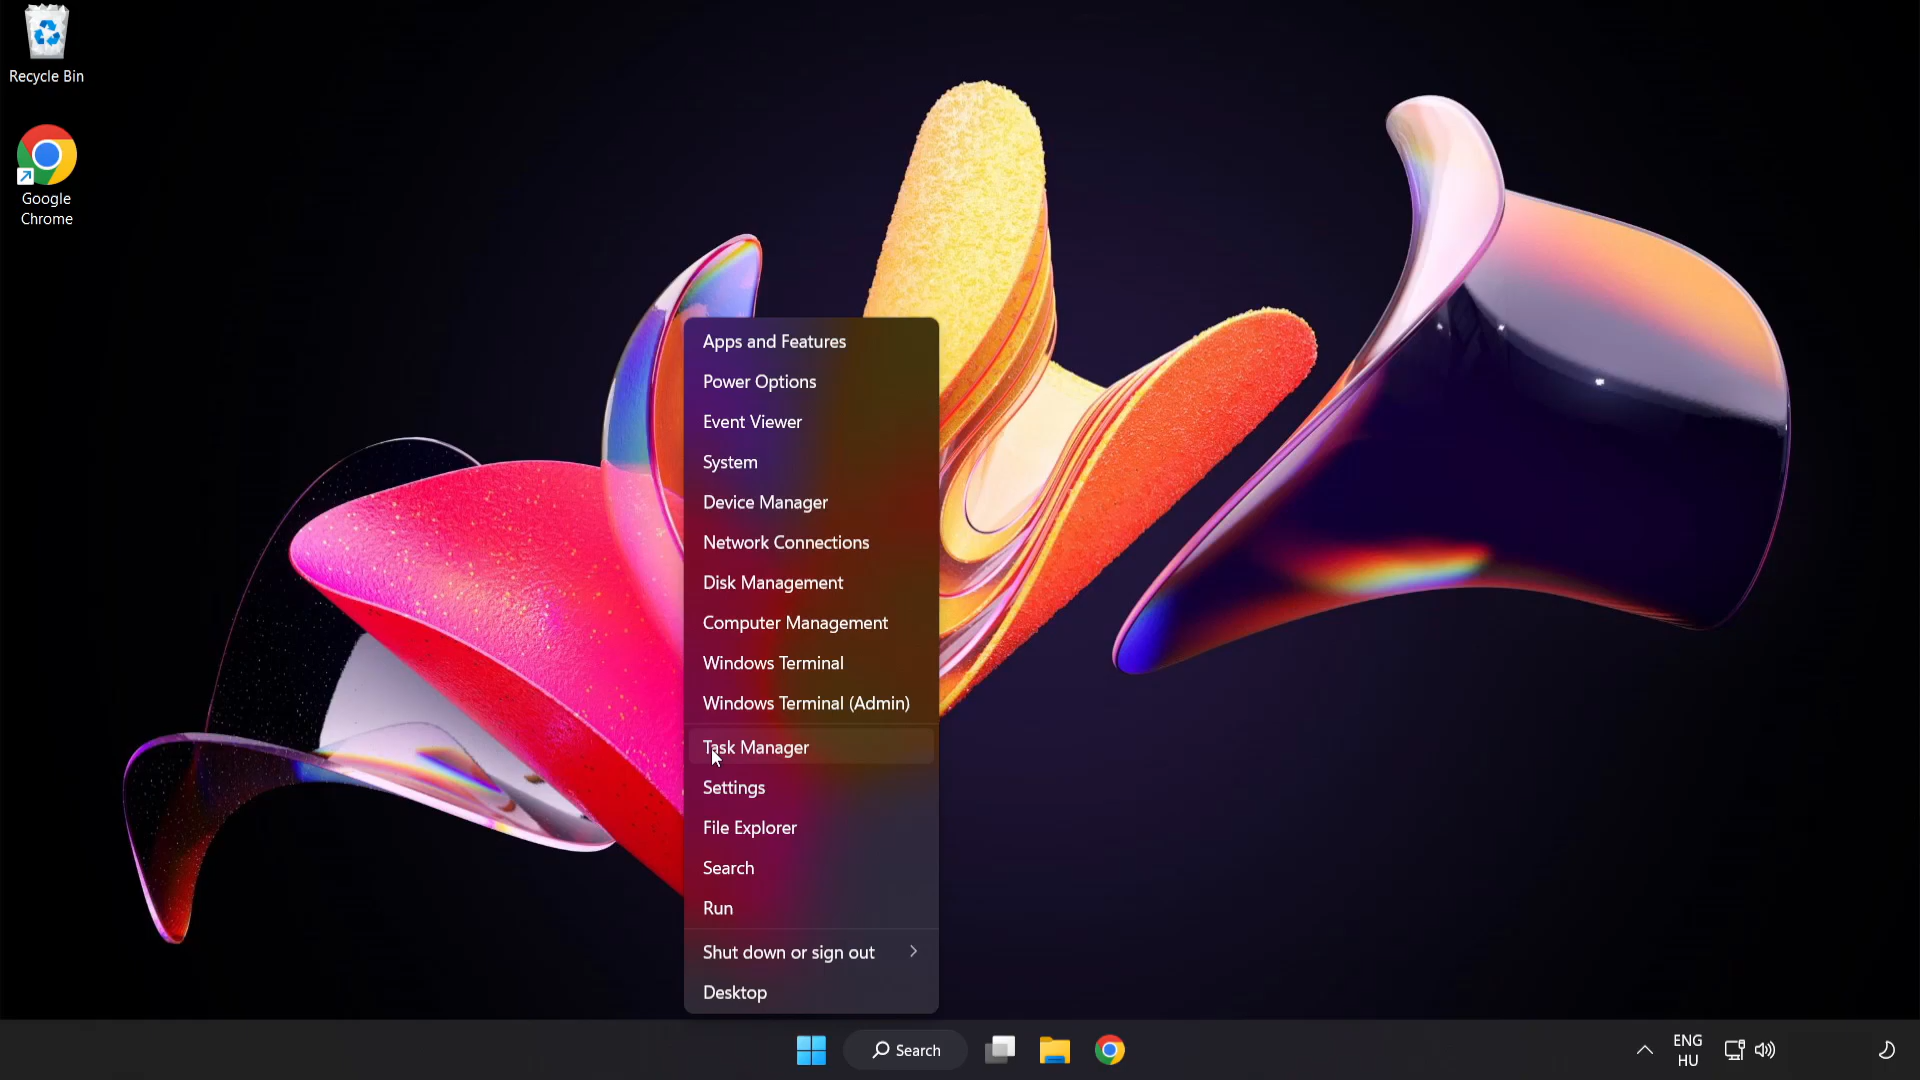 Recycle Bin
Google
Chrome
Apps and Features
Power Options
Event Viewer
System
Device Manager
Network Connections
Disk Management
Computer Management
Windows Terminal
Windows Terminal (Admin)
Task Manager
Settings
File Explorer
Search
Run
Shut down or sign out
Desktop
Search
ENG
HU